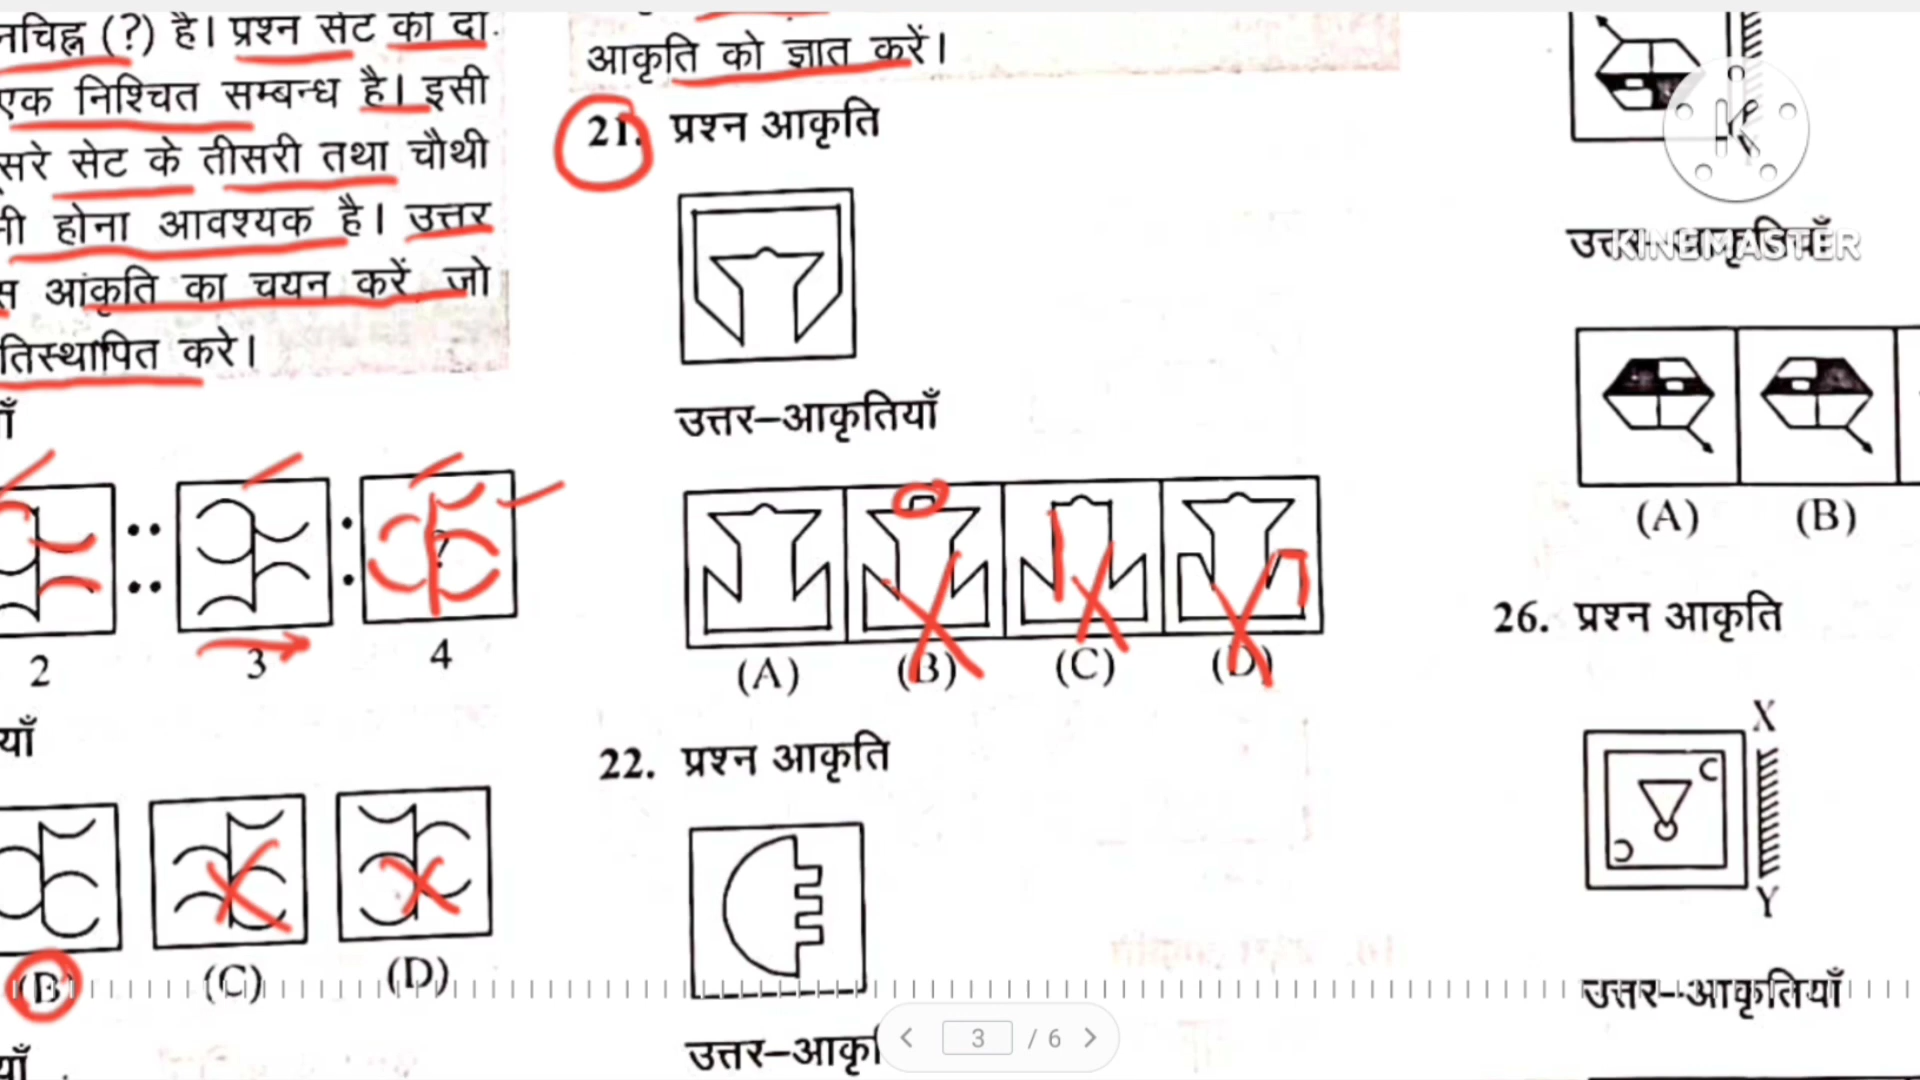 नचिह्न (?) है। प्रश्न सेट की दो
एक निश्चित सम्बन्ध है। इसी
सरे सेट के तीसरी तथा चौथी
होना आवश्यक है। उत्तर
आकृति का चयन करें जो
तिस्थापित करे।
?
2
3
4
(B)
(C)
(D)
आकृति को ज्ञात करें।
21. प्रश्न आकृति
उत्तर–आकृतियाँ
(A)
(B)
(C)
(D)
22. प्रश्न आकृति
उत्तर–आकृ
3 / 6
KINEMASTER
(A)
(B)
26. प्रश्न आकृति
X
Y
उत्तर–आकृतियाँ